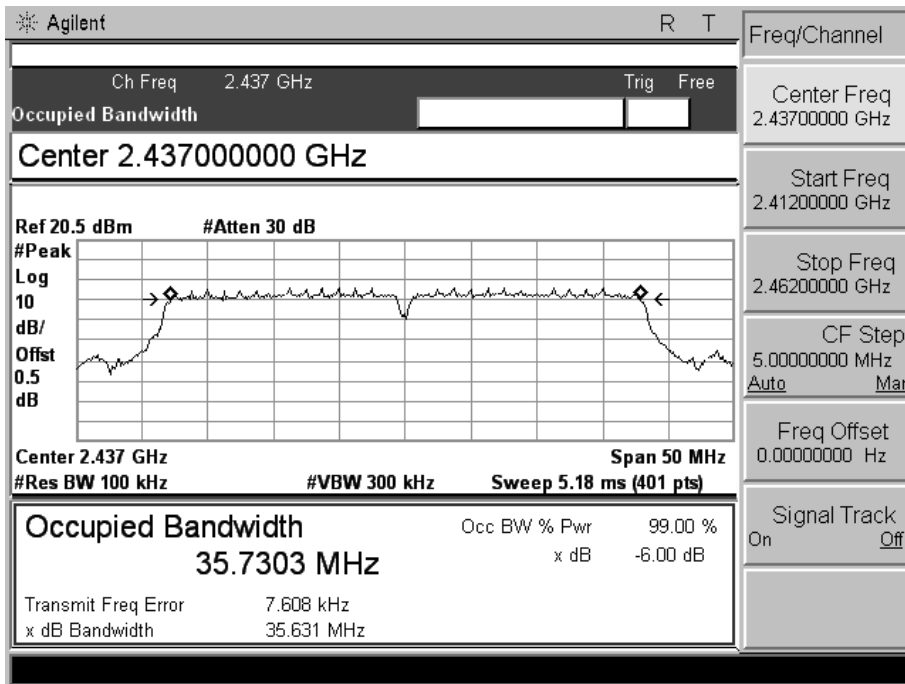 Agilent R T
Ch Freq 2.437 GHz Trig Free
Occupied Bandwidth
Center 2.437000000 GHz
Ref 20.5 dBm #Atten 30 dB
#Peak
Log
10
dB/
Offst
0.5
dB
Center 2.437 GHz Span 50 MHz
#Res BW 100 kHz #VBW 300 kHz Sweep 5.18 ms (401 pts)
Occupied Bandwidth Occ BW % Pwr 99.00 %
35.7303 MHz x dB -6.00 dB
Transmit Freq Error 7.608 kHz
x dB Bandwidth 35.631 MHz
Freq/Channel
Center Freq
2.43700000 GHz
Start Freq
2.41200000 GHz
Stop Freq
2.46200000 GHz
CF Step
5.00000000 MHz
Auto Man
Freq Offset
0.00000000 Hz
Signal Track
On Off